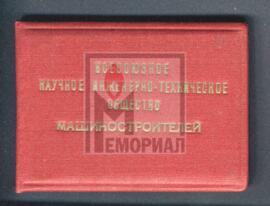 ВСЕСОЮЗНОЕ
НАУЧНОЕ ИНЖЕНЕРНО-ТЕХНИЧЕСКОЕ
ОБЩЕСТВО
МАШИНОСТРОИТЕЛЕЙ
МЕМОРИАЛ